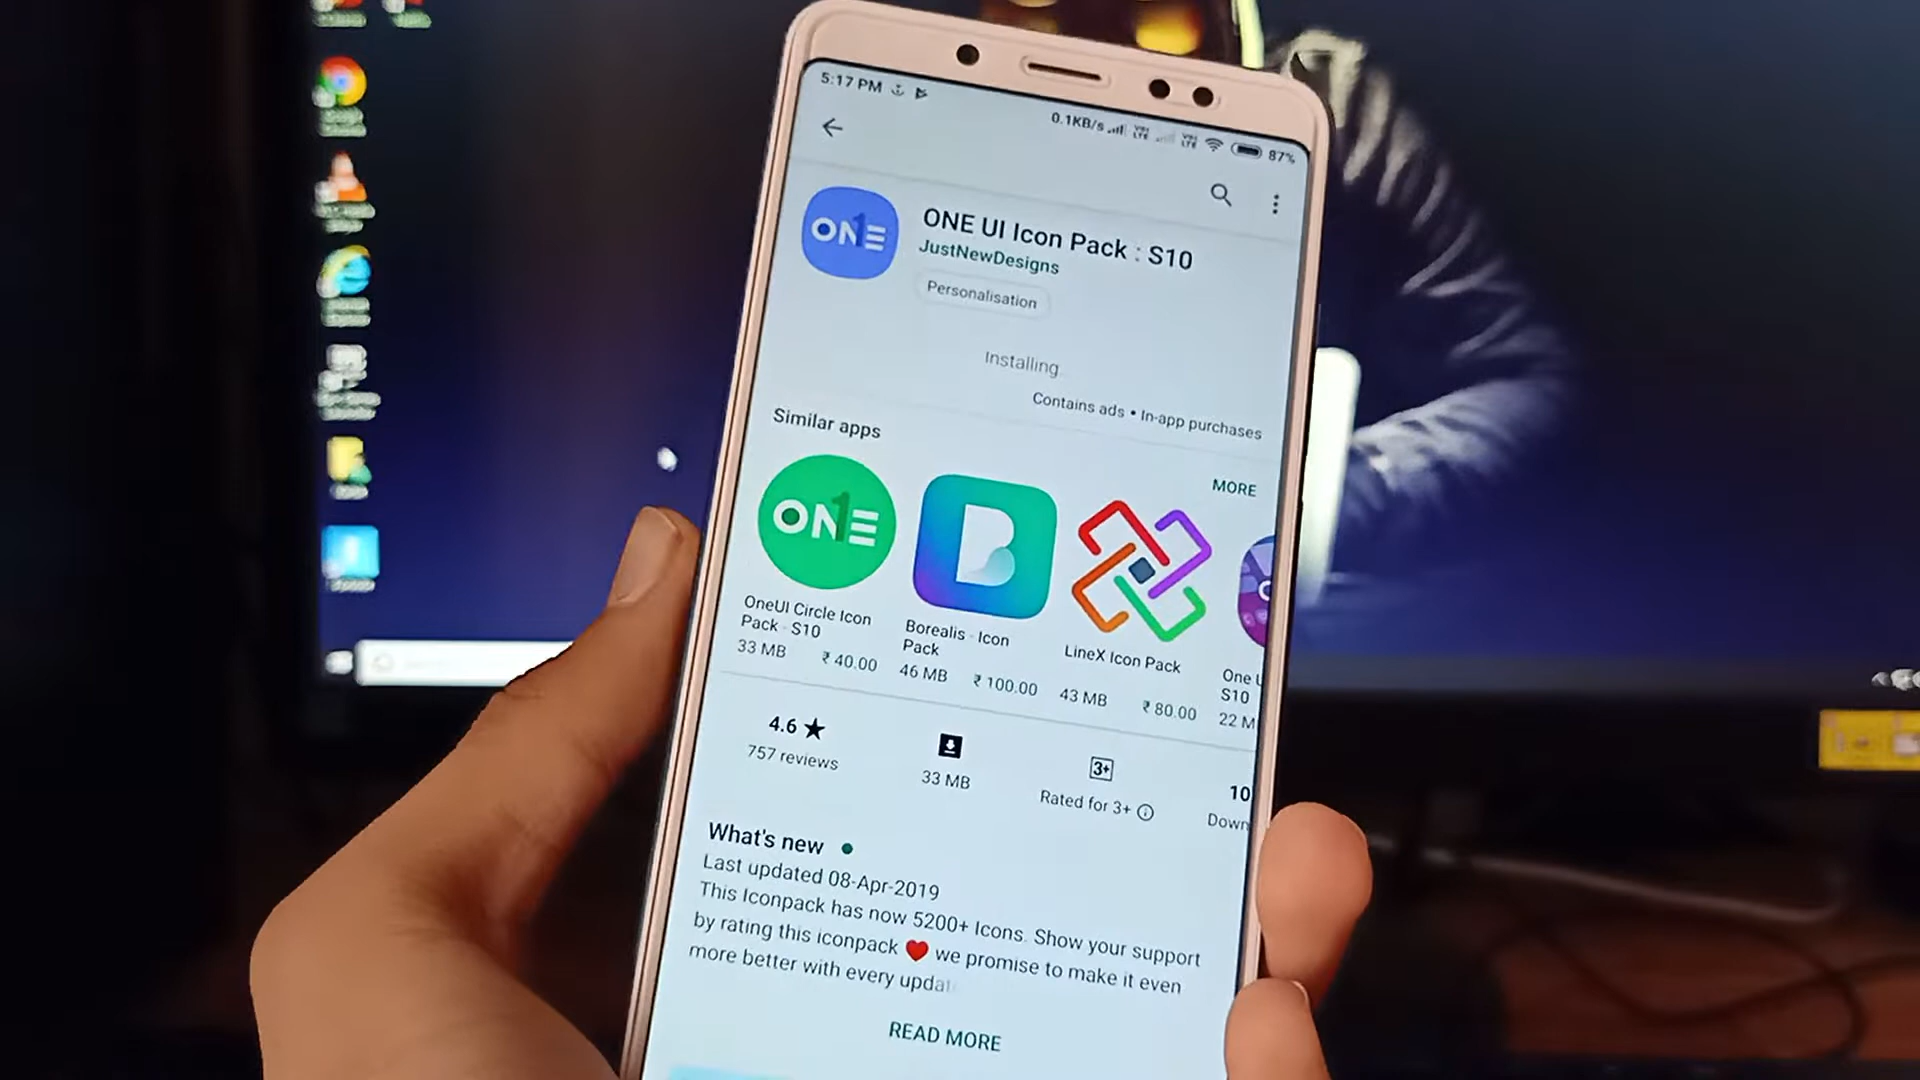 5:17 PM
0.1KB/s
87%
ONE
ONE UI Icon Pack : S10
JustNewDesigns
Personalisation
Installing
Contains ads • In-app purchases
Similar apps
MORE
ONE
B
OneUI Circle Icon
Pack - S10
33 MB ₹ 40.00
Borealis - Icon
Pack
46 MB ₹ 100.00
LineX Icon Pack
43 MB ₹ 80.00
One U
S10
22 M
4.6 ★
757 reviews
33 MB
3+
Rated for 3+
10
Down
What's new
Last updated 08-Apr-2019
This Iconpack has now 5200+ Icons. Show your support
by rating this iconpack ❤ we promise to make it even
more better with every updat
READ MORE